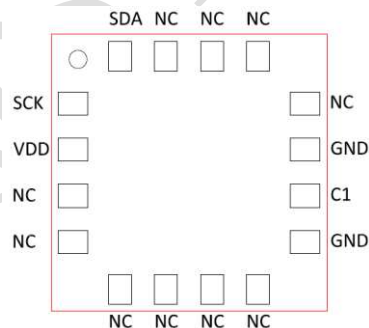 SDA NC NC NC
SCK NC
VDD GND
NC C1
NC GND
NC NC NC NC